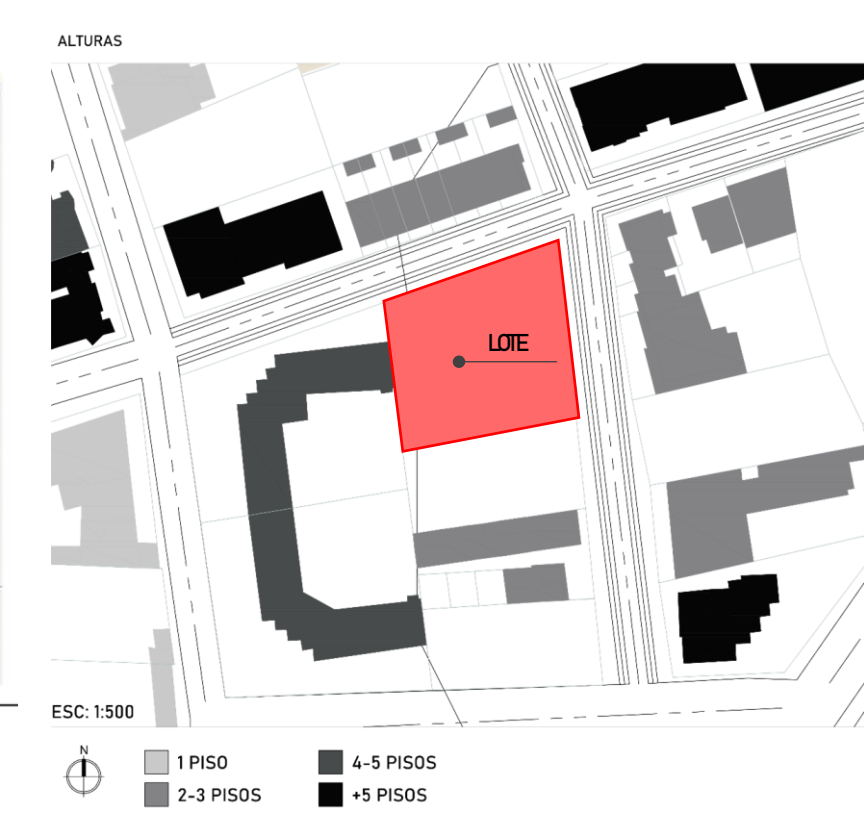 ALTURAS
LOTE
ESC: 1:500
N
1 PISO
4-5 PISOS
2-3 PISOS
+5 PISOS